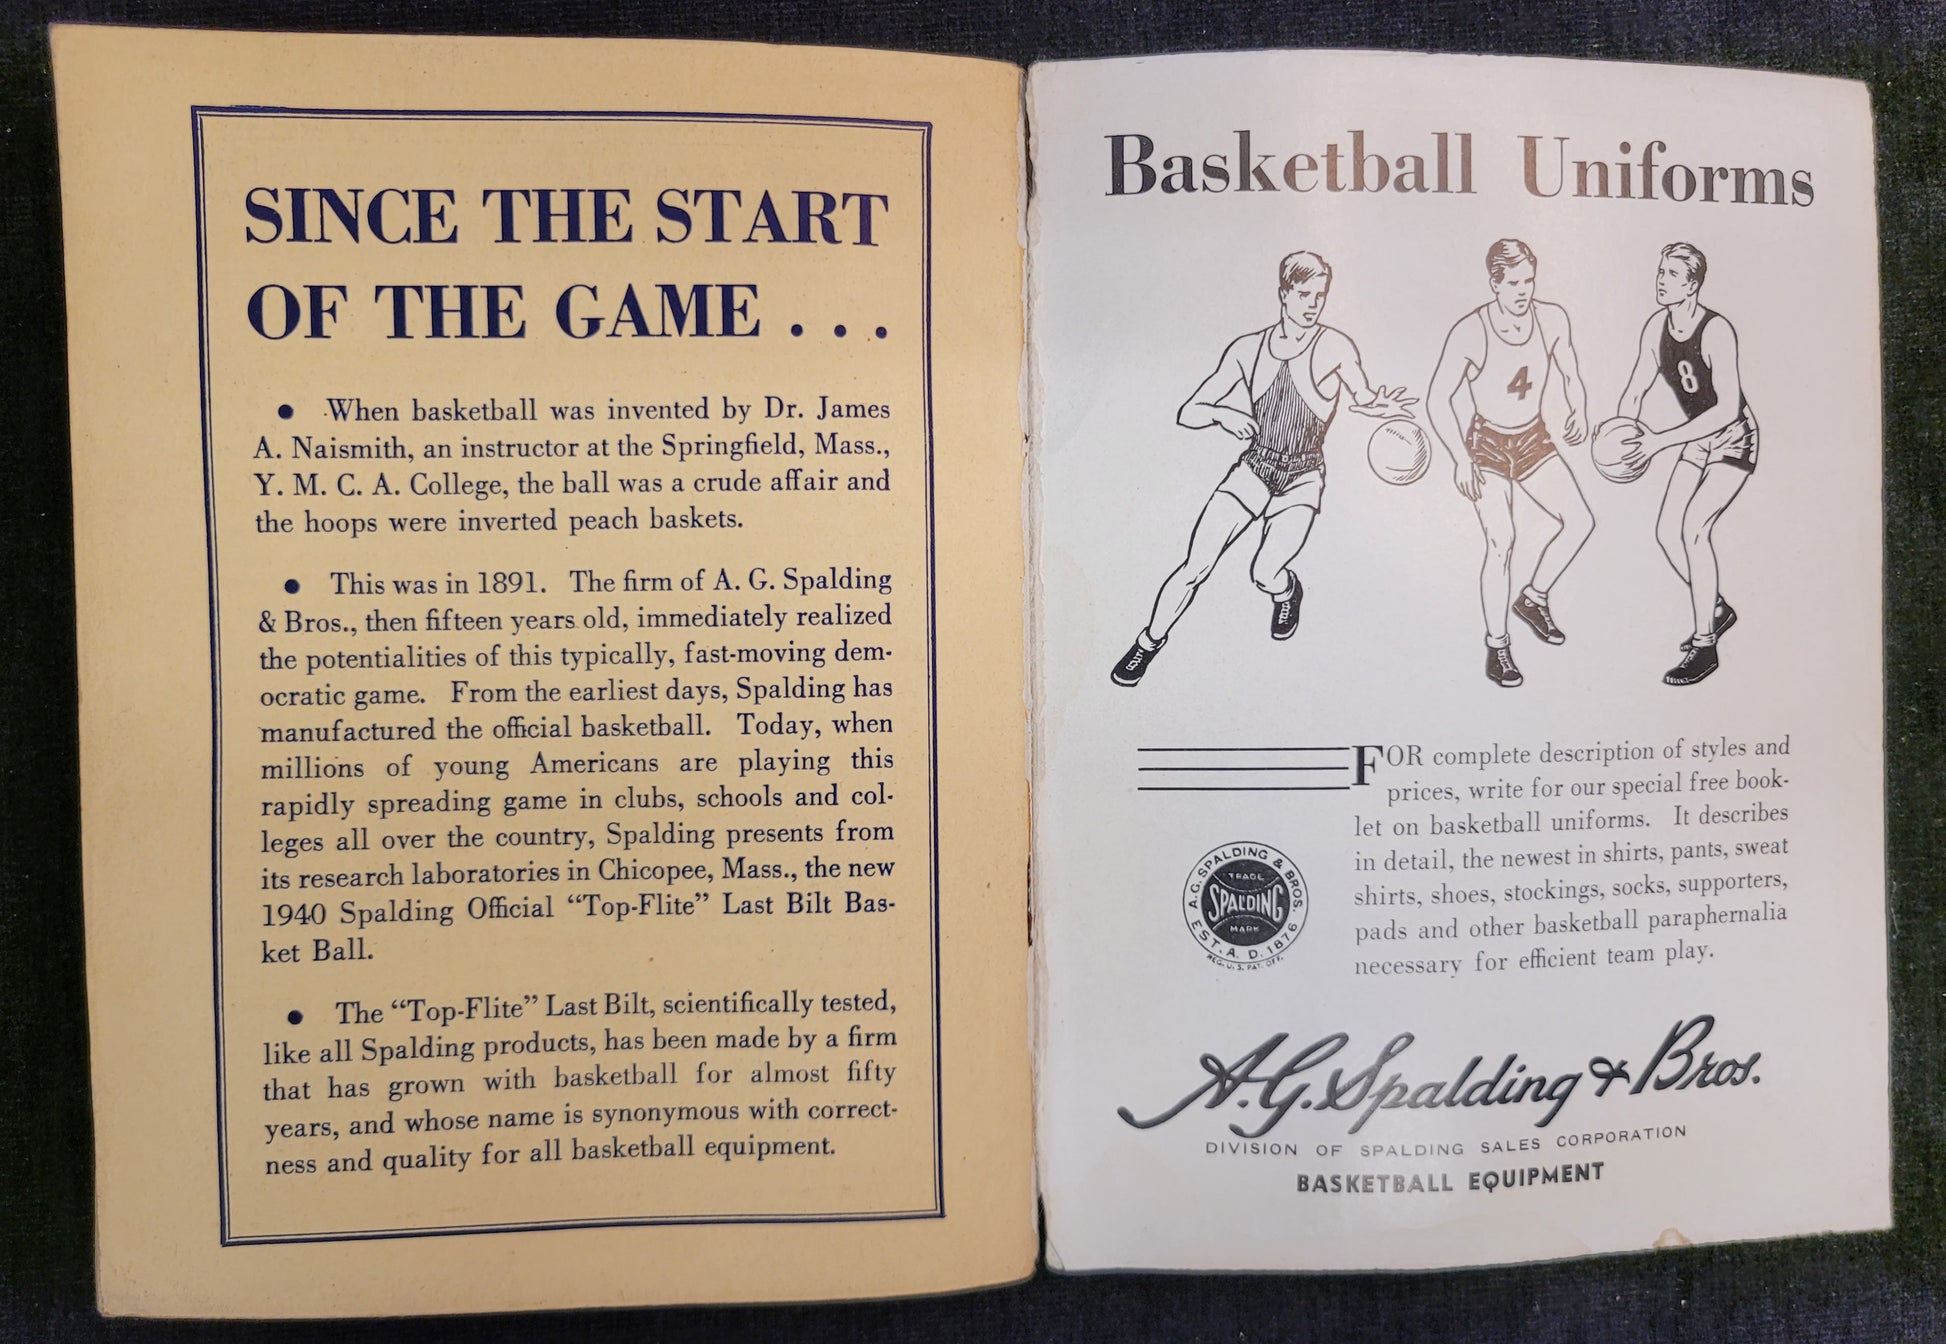 SINCE THE START
OF THE GAME . . .
● When basketball was invented by Dr. James
A. Naismith, an instructor at the Springfield, Mass.,
Y. M. C. A. College, the ball was a crude affair and
the hoops were inverted peach baskets.
● This was in 1891. The firm of A. G. Spalding
& Bros., then fifteen years old, immediately realized
the potentialities of this typically, fast-moving dem-
ocratic game. From the earliest days, Spalding has
manufactured the official basketball. Today, when
millions of young Americans are playing this
rapidly spreading game in clubs, schools and col-
leges all over the country, Spalding presents from
its research laboratories in Chicopee, Mass., the new
1940 Spalding Official “Top-Flite” Last Bilt Bas-
ket Ball.
● The “Top-Flite” Last Bilt, scientifically tested,
like all Spalding products, has been made by a firm
that has grown with basketball for almost fifty
years, and whose name is synonymous with correct-
ness and quality for all basketball equipment.
Basketball Uniforms
4
8
FOR complete description of styles and
prices, write for our special free book-
let on basketball uniforms. It describes
in detail, the newest in shirts, pants, sweat
shirts, shoes, stockings, socks, supporters,
pads and other basketball paraphernalia
necessary for efficient team play.
A.G. SPALDING & BROS.
TRADE
SPALDING
MARK
EST. A. D. 1876
REG. U. S. PAT. OFF.
A.G. Spalding & Bros.
DIVISION OF SPALDING SALES CORPORATION
BASKETBALL EQUIPMENT